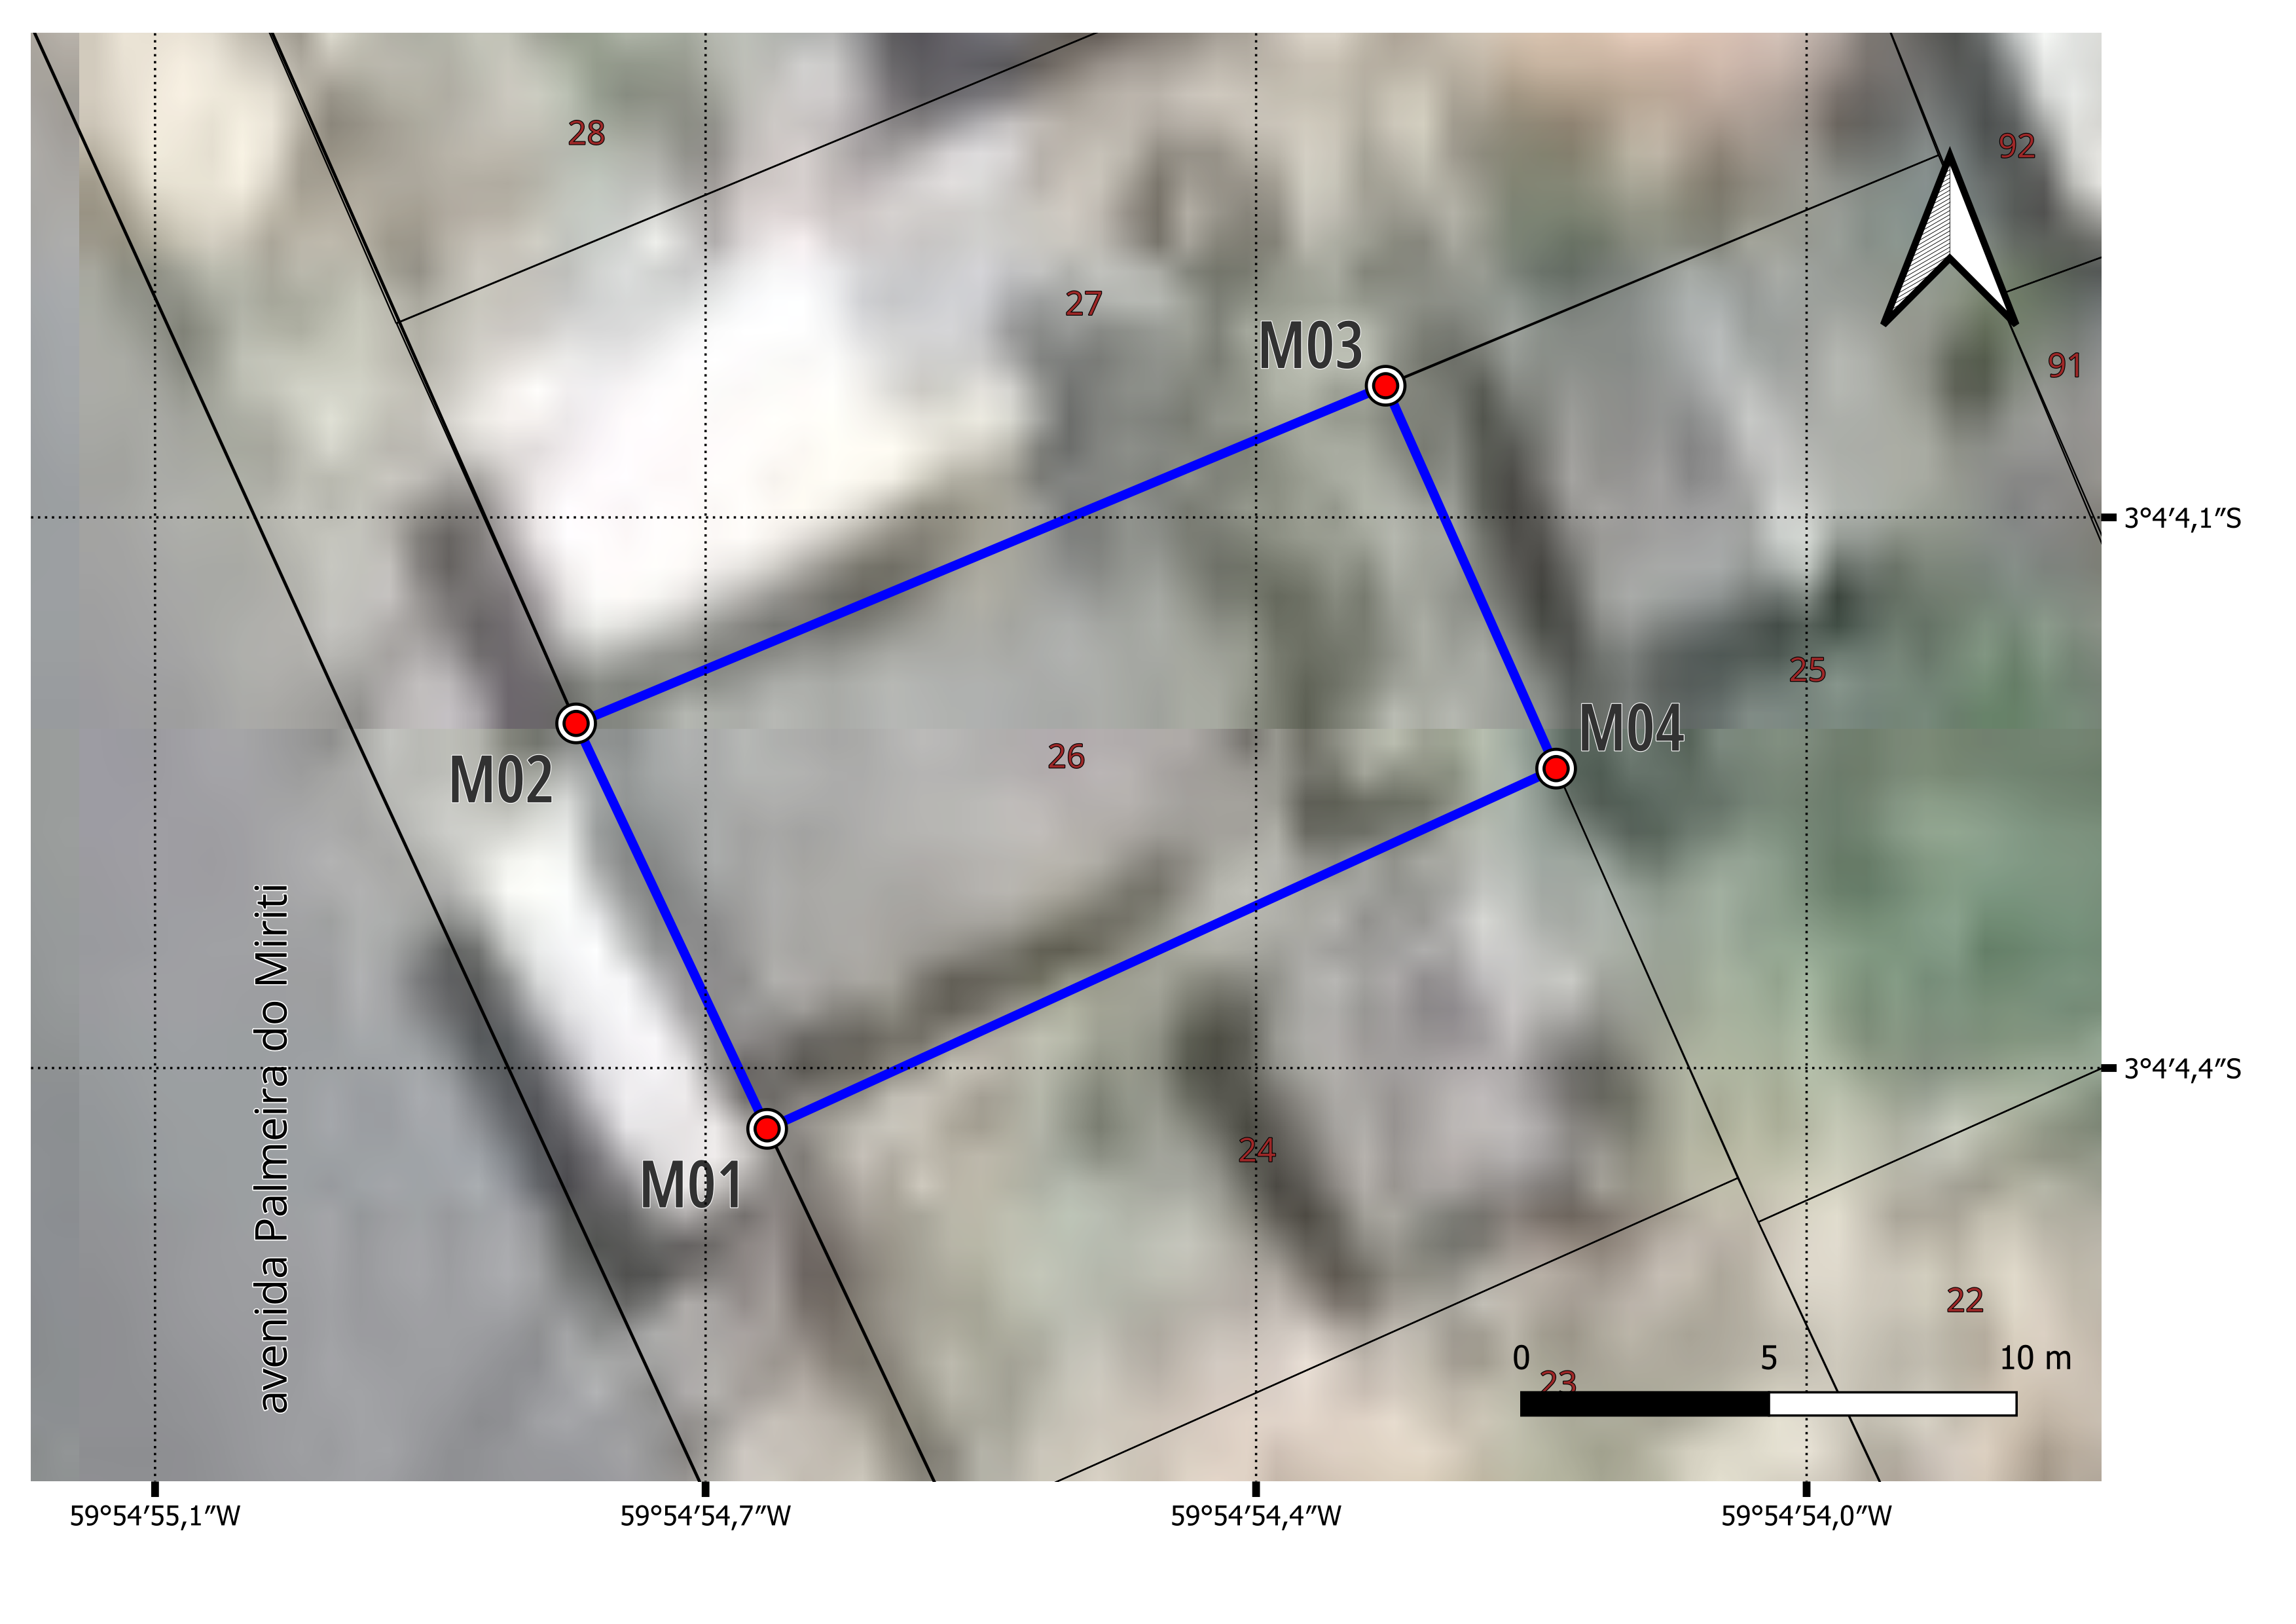 28
92
27
M03
91
3°4′4,1″S
25
M04
26
M02
avenida Palmeira do Miriti
3°4′4,4″S
24
M01
22
0 5 10 m
23
59°54′55,1″W 59°54′54,7″W 59°54′54,4″W 59°54′54,0″W